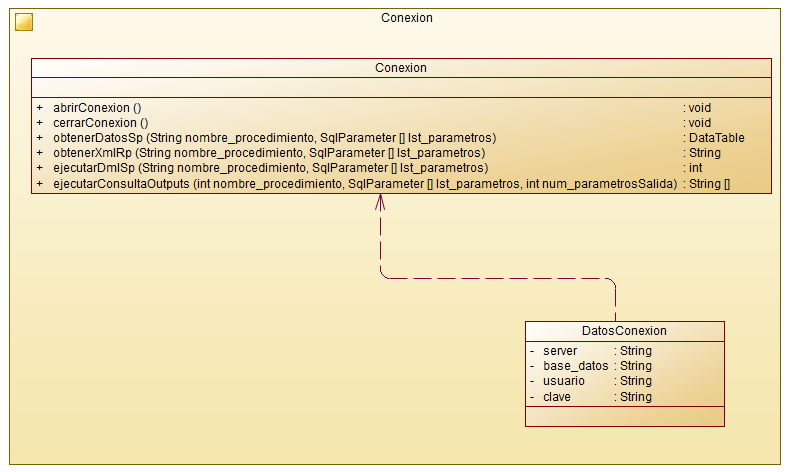 Conexion
Conexion
+ abrirConexion () : void
+ cerrarConexion () : void
+ obtenerDatosSp (String nombre_procedimiento, SqlParameter [] lst_parametros) : DataTable
+ obtenerXmlRp (String nombre_procedimiento, SqlParameter [] lst_parametros) : String
+ ejecutarDmlSp (String nombre_procedimiento, SqlParameter [] lst_parametros) : int
+ ejecutarConsultaOutputs (int nombre_procedimiento, SqlParameter [] lst_parametros, int num_parametrosSalida) : String []
DatosConexion
- server : String
- base_datos : String
- usuario : String
- clave : String